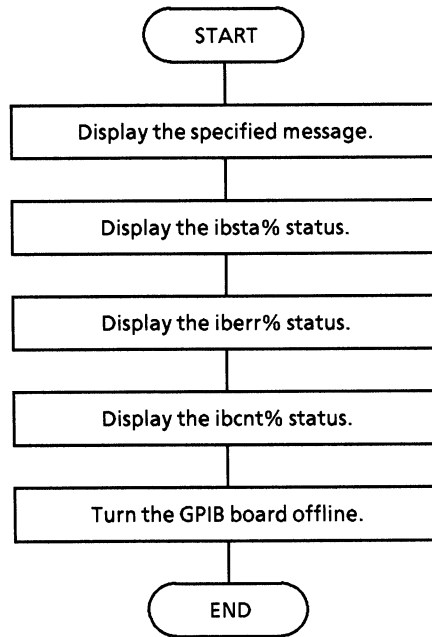 START
Display the specified message.
Display the ibsta% status.
Display the iberr% status.
Display the ibcnt% status.
Turn the GPIB board offline.
END